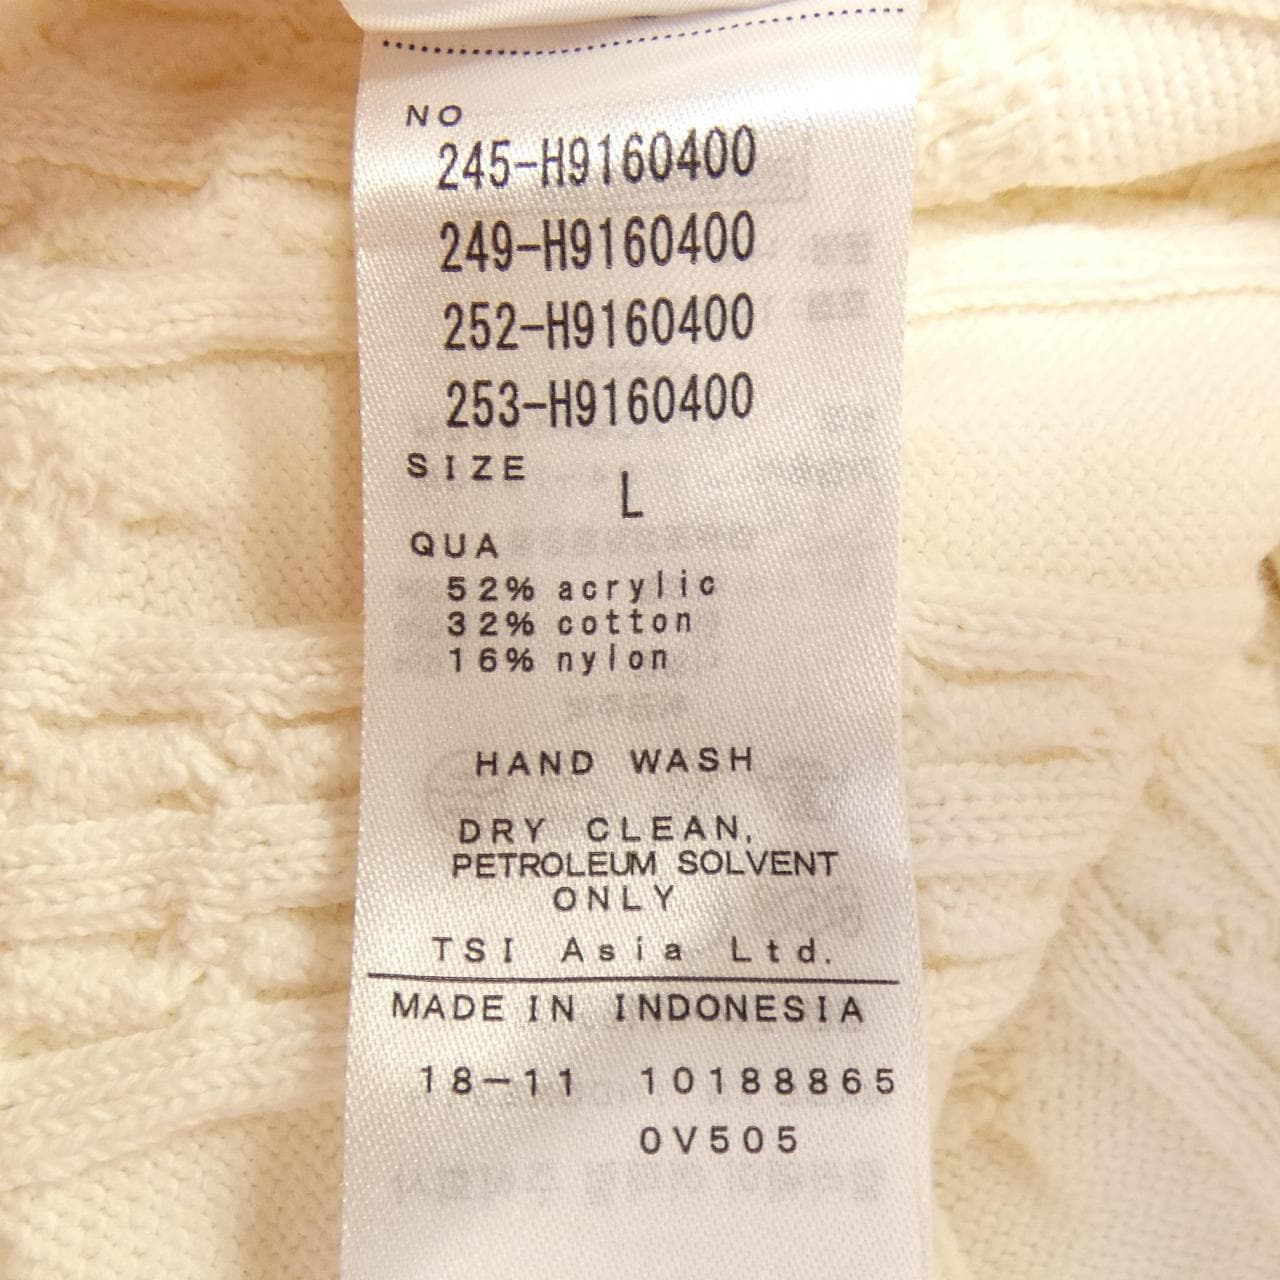 NO
245-H9160400
249-H9160400
252-H9160400
253-H9160400
SIZE
L
QUA
52% acrylic
32% cotton
16% nylon
HAND WASH
DRY CLEAN,
PETROLEUM SOLVENT
ONLY
TSI Asia Ltd.
MADE IN INDONESIA
18-11 10188865
0V505